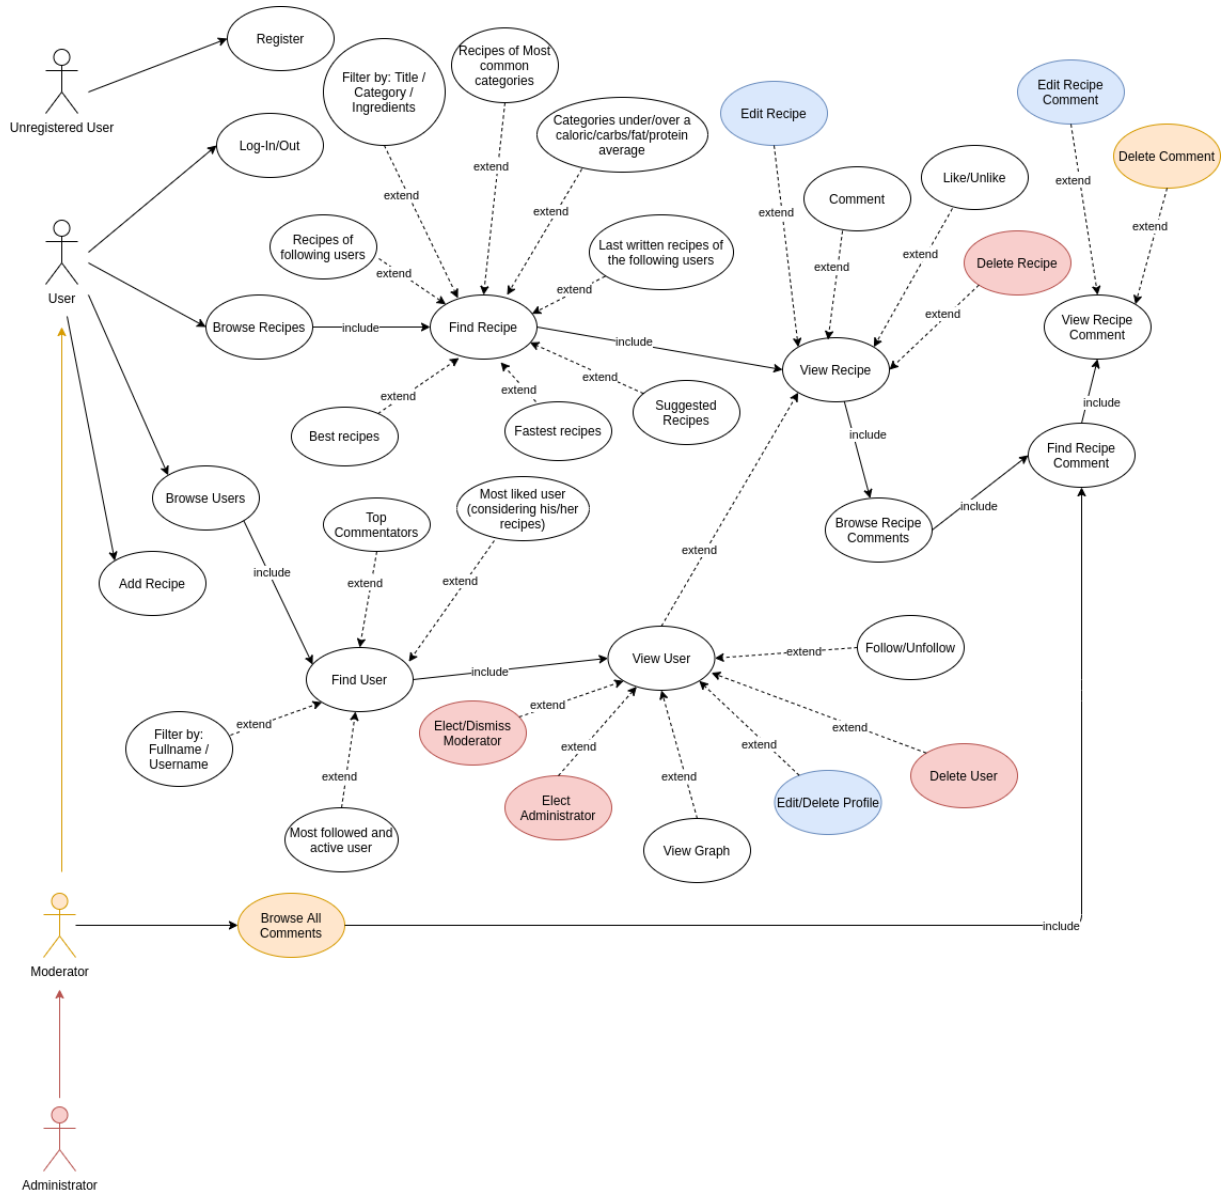 Register
Unregistered User
Filter by: Title /
Category /
Ingredients
Recipes of Most
common
categories
Categories under/over a
caloric/carbs/fat/protein
average
Edit Recipe
Edit Recipe
Comment
Delete Comment
Log-In/Out
extend
extend
extend
extend
extend
extend
Comment
Like/Unlike
Recipes of
following users
Last written recipes of
the following users
Delete Recipe
extend
extend
extend
extend
extend
User
Browse Recipes
include
Find Recipe
include
View Recipe
View Recipe
Comment
extend
extend
extend
Best recipes
Fastest recipes
Suggested
Recipes
include
include
Find Recipe
Comment
Browse Users
Top
Commentators
Most liked user
(considering his/her
recipes)
Browse Recipe
Comments
include
extend
Add Recipe
include
extend
extend
Find User
include
View User
extend
Follow/Unfollow
Filter by:
Fullname /
Username
extend
Elect/Dismiss
Moderator
extend
extend
extend
extend
extend
extend
Most followed and
active user
Elect
Administrator
View Graph
Edit/Delete Profile
Delete User
Moderator
Browse All
Comments
include
Administrator